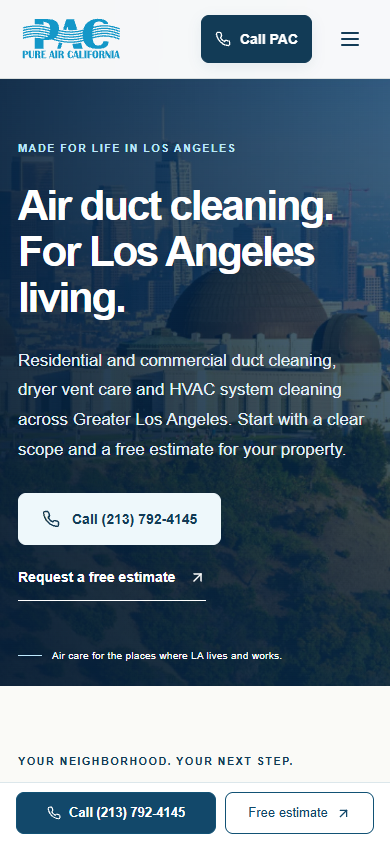 PAC
PURE AIR CALIFORNIA
Call PAC
MADE FOR LIFE IN LOS ANGELES
Air duct cleaning.
For Los Angeles
living.
Residential and commercial duct cleaning,
dryer vent care and HVAC system cleaning
across Greater Los Angeles. Start with a clear
scope and a free estimate for your property.
Call (213) 792-4145
Request a free estimate
Air care for the places where LA lives and works.
YOUR NEIGHBORHOOD. YOUR NEXT STEP.
Call (213) 792-4145
Free estimate